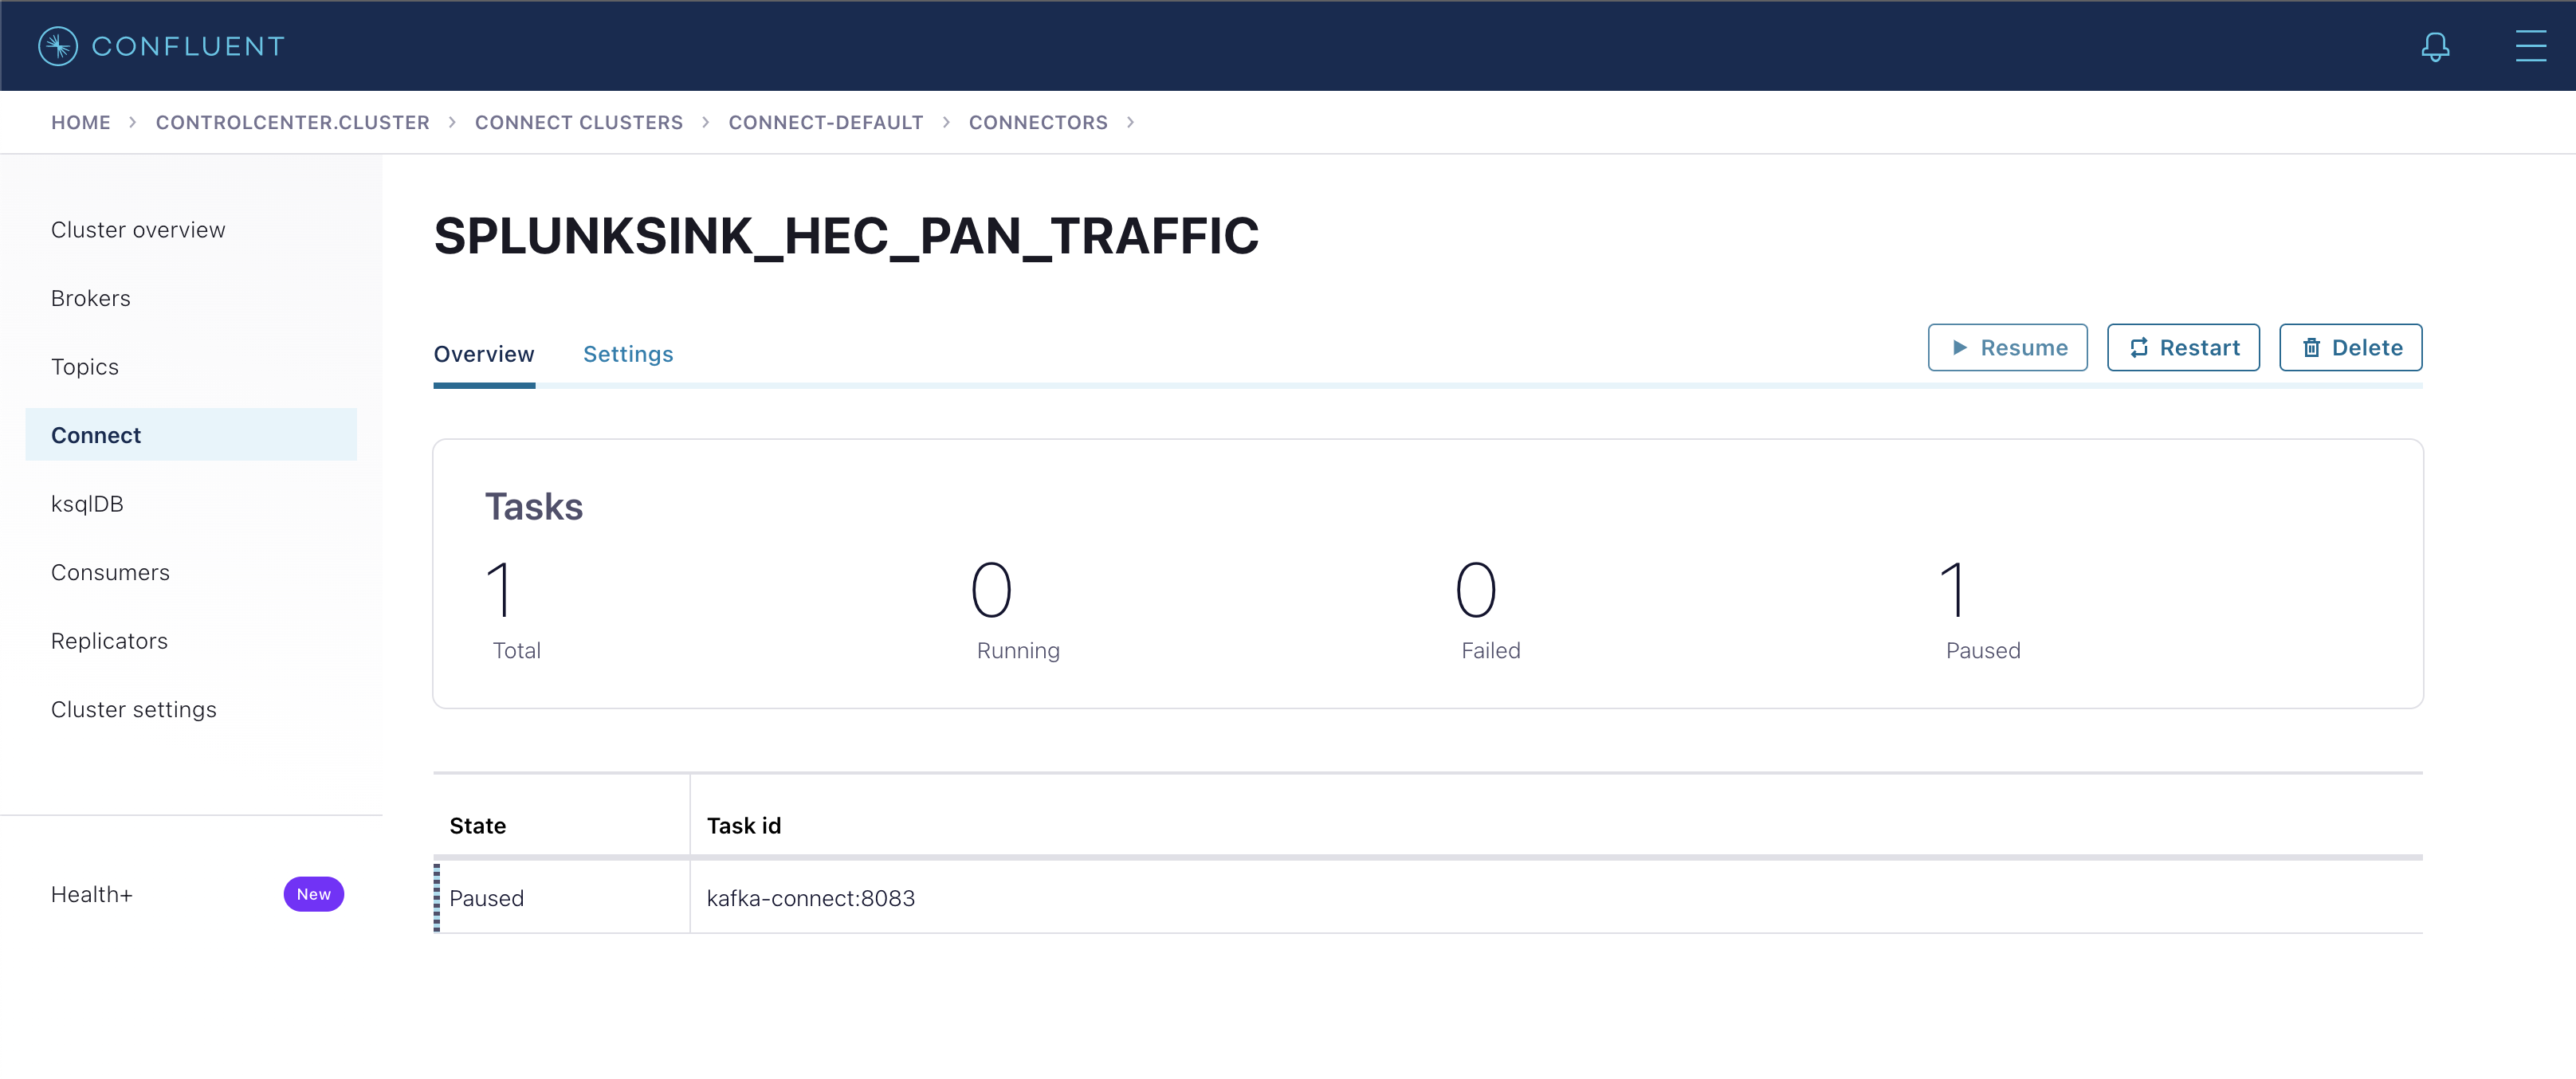 CONFLUENT
HOME > CONTROLCENTER.CLUSTER > CONNECT CLUSTERS > CONNECT-DEFAULT > CONNECTORS >
Cluster overview
Brokers
Topics
Connect
ksqlDB
Consumers
Replicators
Cluster settings
Health+ New
SPLUNKSINK_HEC_PAN_TRAFFIC
Overview Settings Resume Restart Delete
Tasks
1 0 0 1
Total Running Failed Paused
State Task id
Paused kafka-connect:8083